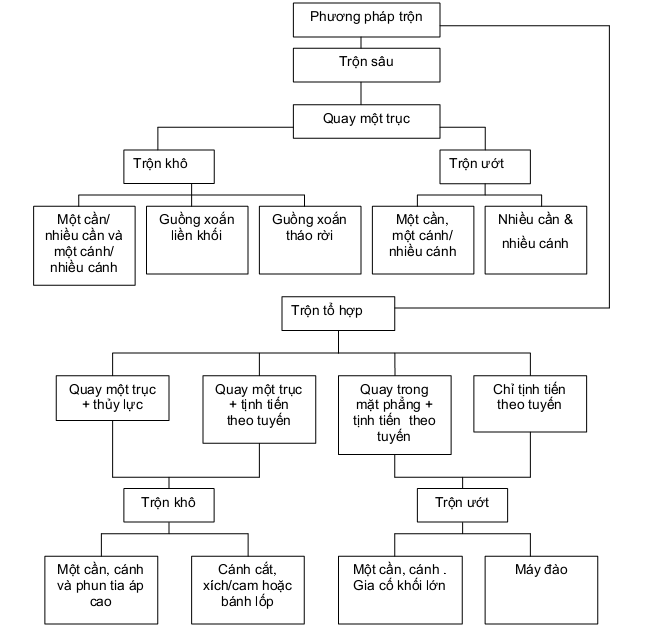 Phương pháp trộn
Trộn sâu
Quay một trục
Trộn khô
Trộn ướt
Một cần/
nhiều cần và
một cánh/
nhiều cánh
Guồng xoắn
liền khối
Guồng xoắn
tháo rời
Một cần,
một cánh/
nhiều cánh
Nhiều cần &
nhiều cánh
Trộn tổ hợp
Quay một trục
+ thủy lực
Quay một trục
+ tịnh tiến
theo tuyến
Quay trong
mặt phẳng +
tịnh tiến theo
tuyến
Chỉ tịnh tiến
theo tuyến
Trộn khô
Trộn ướt
Một cần, cánh
và phun tia áp
cao
Cánh cắt,
xích/cam hoặc
bánh lốp
Một cần, cánh .
Gia cố khối lớn
Máy đào